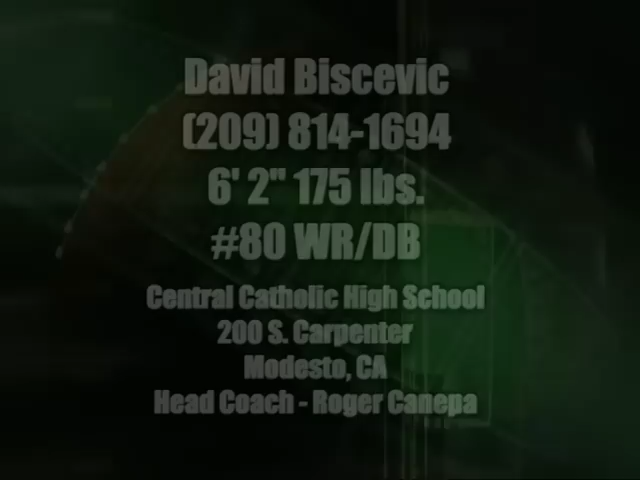 David Biscevic
(209) 814-1694
6' 2" 175 lbs.
#80 WR/DB
Central Catholic High School
200 S. Carpenter
Modesto, CA
Head Coach - Roger Canepa